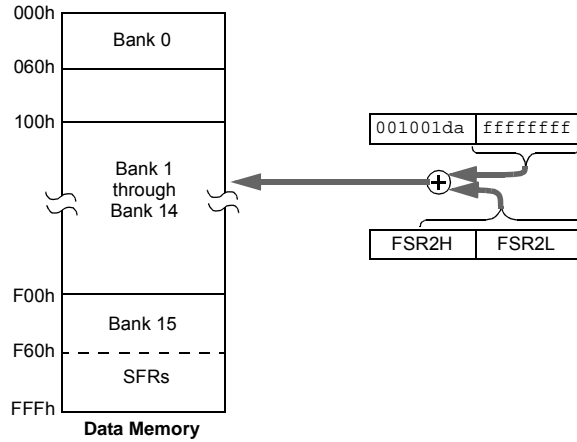 000h
Bank 0
060h
100h
001001da ffffffff
Bank 1
through
Bank 14
FSR2H FSR2L
F00h
Bank 15
F60h
SFRs
FFFh
Data Memory